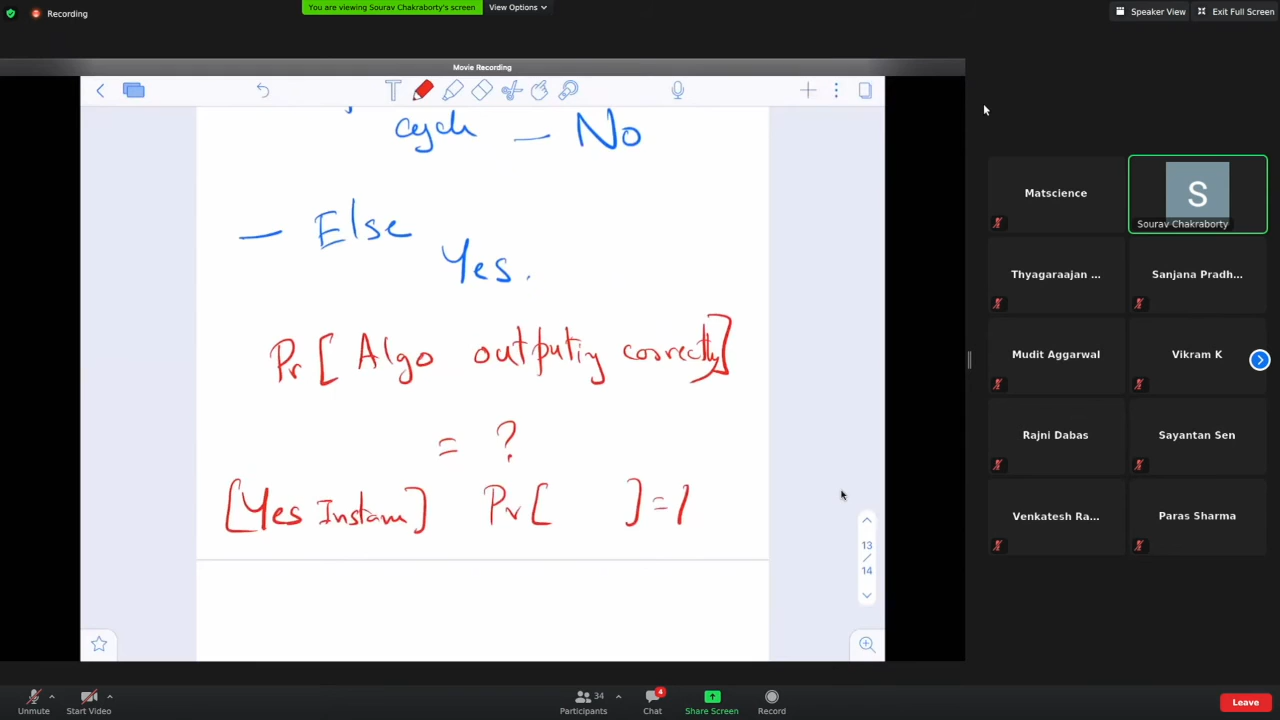 You are viewing Sourav Chakraborty's screen
View Options
Recording
Speaker View
Exit Full Screen
Movie Recording
T
cycle – No
– Else
Yes.
Pr [ Algo outputing correctly ]
= ?
[Yes Instam] Pr [ ] = 1
13
/
14
Matscience
S
Sourav Chakraborty
Thyagaraajan ...
Sanjana Pradh...
Mudit Aggarwal
Vikram K
Rajni Dabas
Sayantan Sen
Venkatesh Ra...
Paras Sharma
Unmute
Start Video
34
Participants
4
Chat
Share Screen
Record
Leave